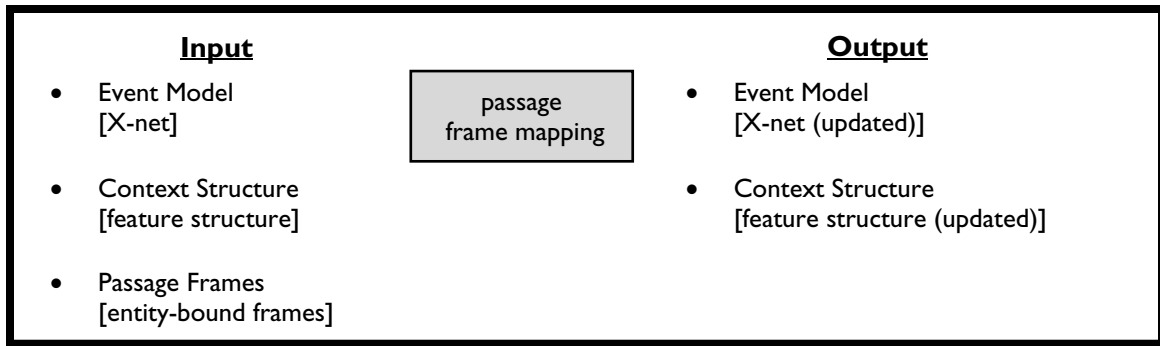 Input
• Event Model
[X-net]
• Context Structure
[feature structure]
• Passage Frames
[entity-bound frames]
passage
frame mapping
Output
• Event Model
[X-net (updated)]
• Context Structure
[feature structure (updated)]